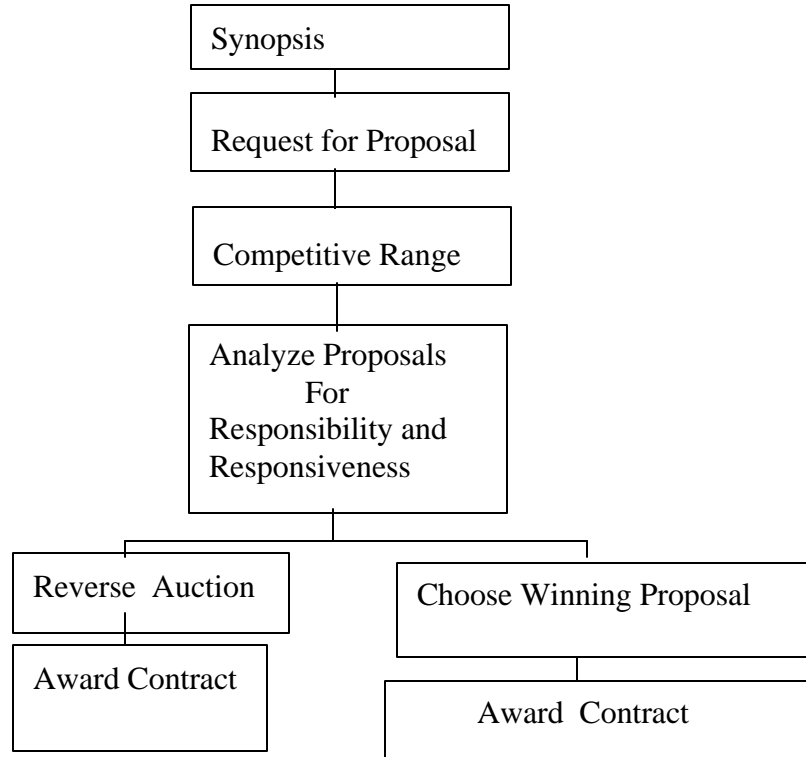 Synopsis
Request for Proposal
Competitive Range
Analyze Proposals
For
Responsibility and
Responsiveness
Reverse Auction
Choose Winning Proposal
Award Contract
Award Contract